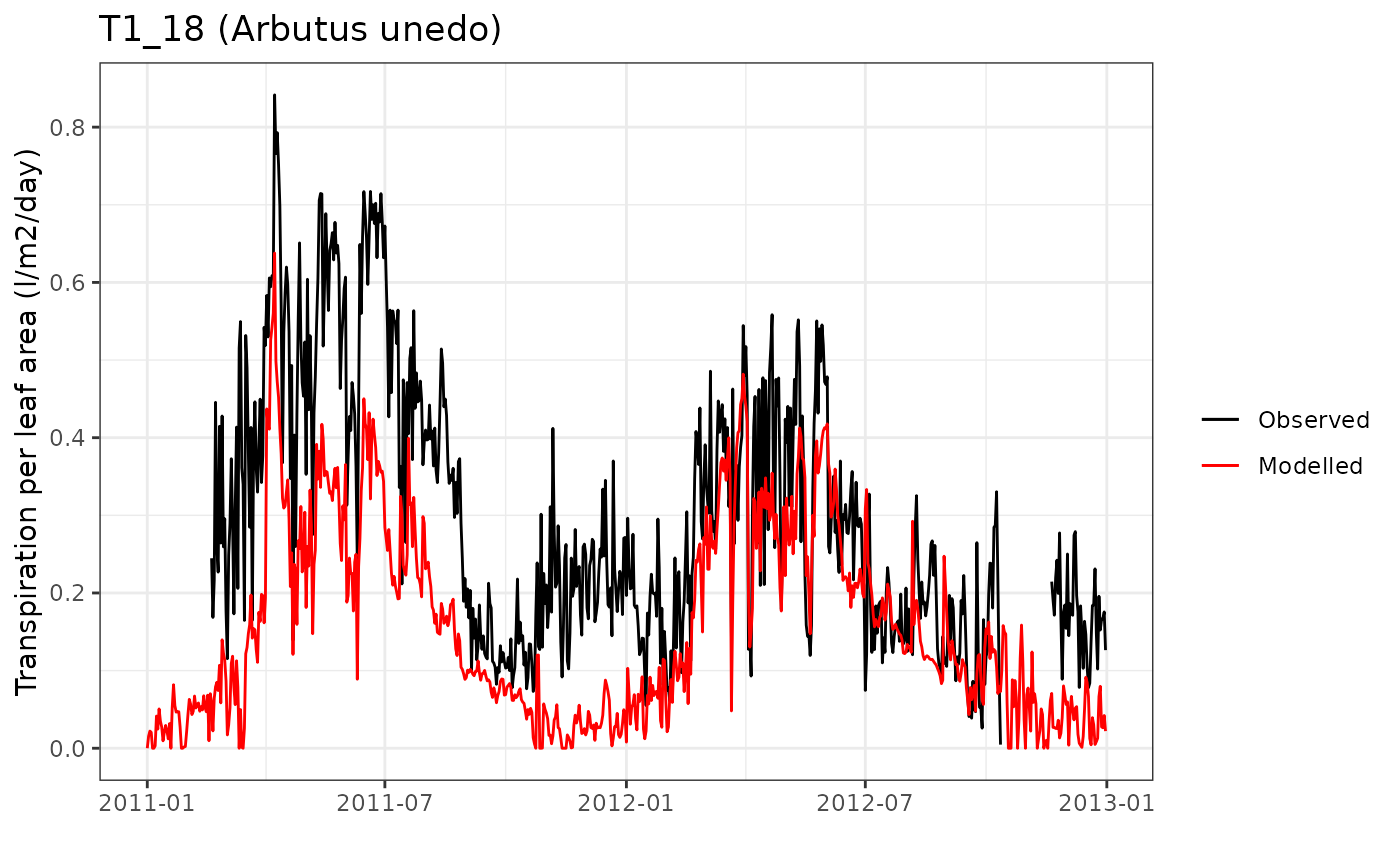 T1_18 (Arbutus unedo)
Transpiration per leaf area (l/m2/day)
0.8
0.6
0.4
0.2
0.0
2011-01 2011-07 2012-01 2012-07 2013-01
Observed
Modelled